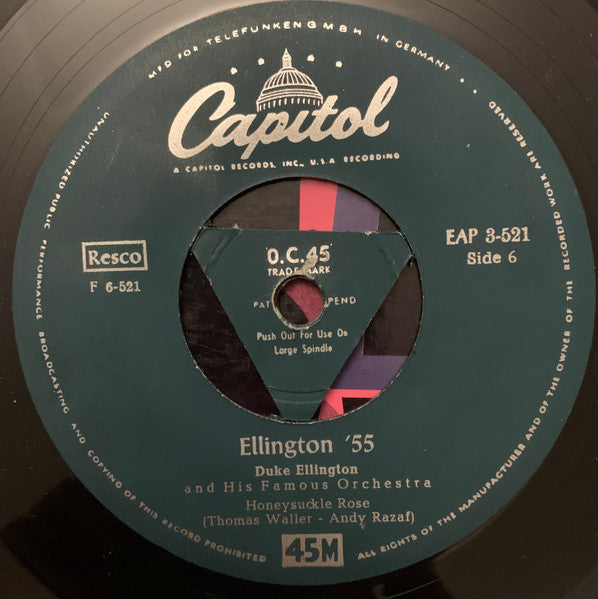 MFD FOR TELEFUNKEN G M B H IN GERMANY
Capitol
A CAPITOL RECORDS, INC., U.S.A RECORDING
UNAUTHORIZED PUBLIC PERFORMANCE BROADCASTING AND COPYING OF THIS RECORD PROHIBITED
ALL RIGHTS OF THE MANUFACTURER AND OF THE OWNER OF THE RECORDED WORK ARE RESERVED
Resco
F 6-521
EAP 3-521
Side 6
O.C.45
TRADEMARK
PEND
Push Out For Use On
Large Spindle
Ellington '55
Duke Ellington
and His Famous Orchestra
Honeysuckle Rose
(Thomas Waller - Andy Razaf)
45M